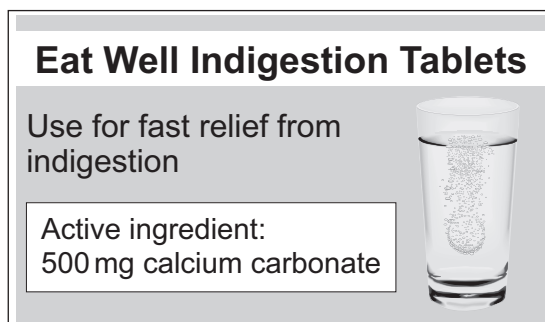 Eat Well Indigestion Tablets
Use for fast relief from
indigestion
Active ingredient:
500 mg calcium carbonate